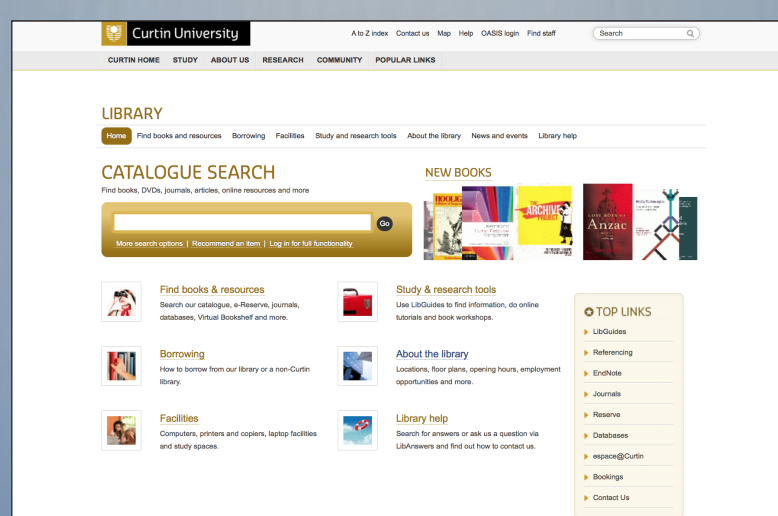 Curtin University
A to Z index Contact us Map Help OASIS login Find staff
Search
CURTIN HOME STUDY ABOUT US RESEARCH COMMUNITY POPULAR LINKS
LIBRARY
Home Find books and resources Borrowing Facilities Study and research tools About the library News and events Library help
CATALOGUE SEARCH
Find books, DVDs, journals, articles, online resources and more
Go
More search options | Recommend an item | Log in for full functionality
NEW BOOKS
HOOLIG
THE
ARCHIVE
PROJECT
LOST BOYS OF
Anzac
Find books & resources
Search our catalogue, e-Reserve, journals,
databases, Virtual Bookshelf and more.
Study & research tools
Use LibGuides to find information, do online
tutorials and book workshops.
Borrowing
How to borrow from our library or a non-Curtin
library.
About the library
Locations, floor plans, opening hours, employment
opportunities and more.
Facilities
Computers, printers and copiers, laptop facilities
and study spaces.
Library help
Search for answers or ask us a question via
LibAnswers and find out how to contact us.
TOP LINKS
LibGuides
Referencing
EndNote
Journals
Reserve
Databases
espace@Curtin
Bookings
Contact Us